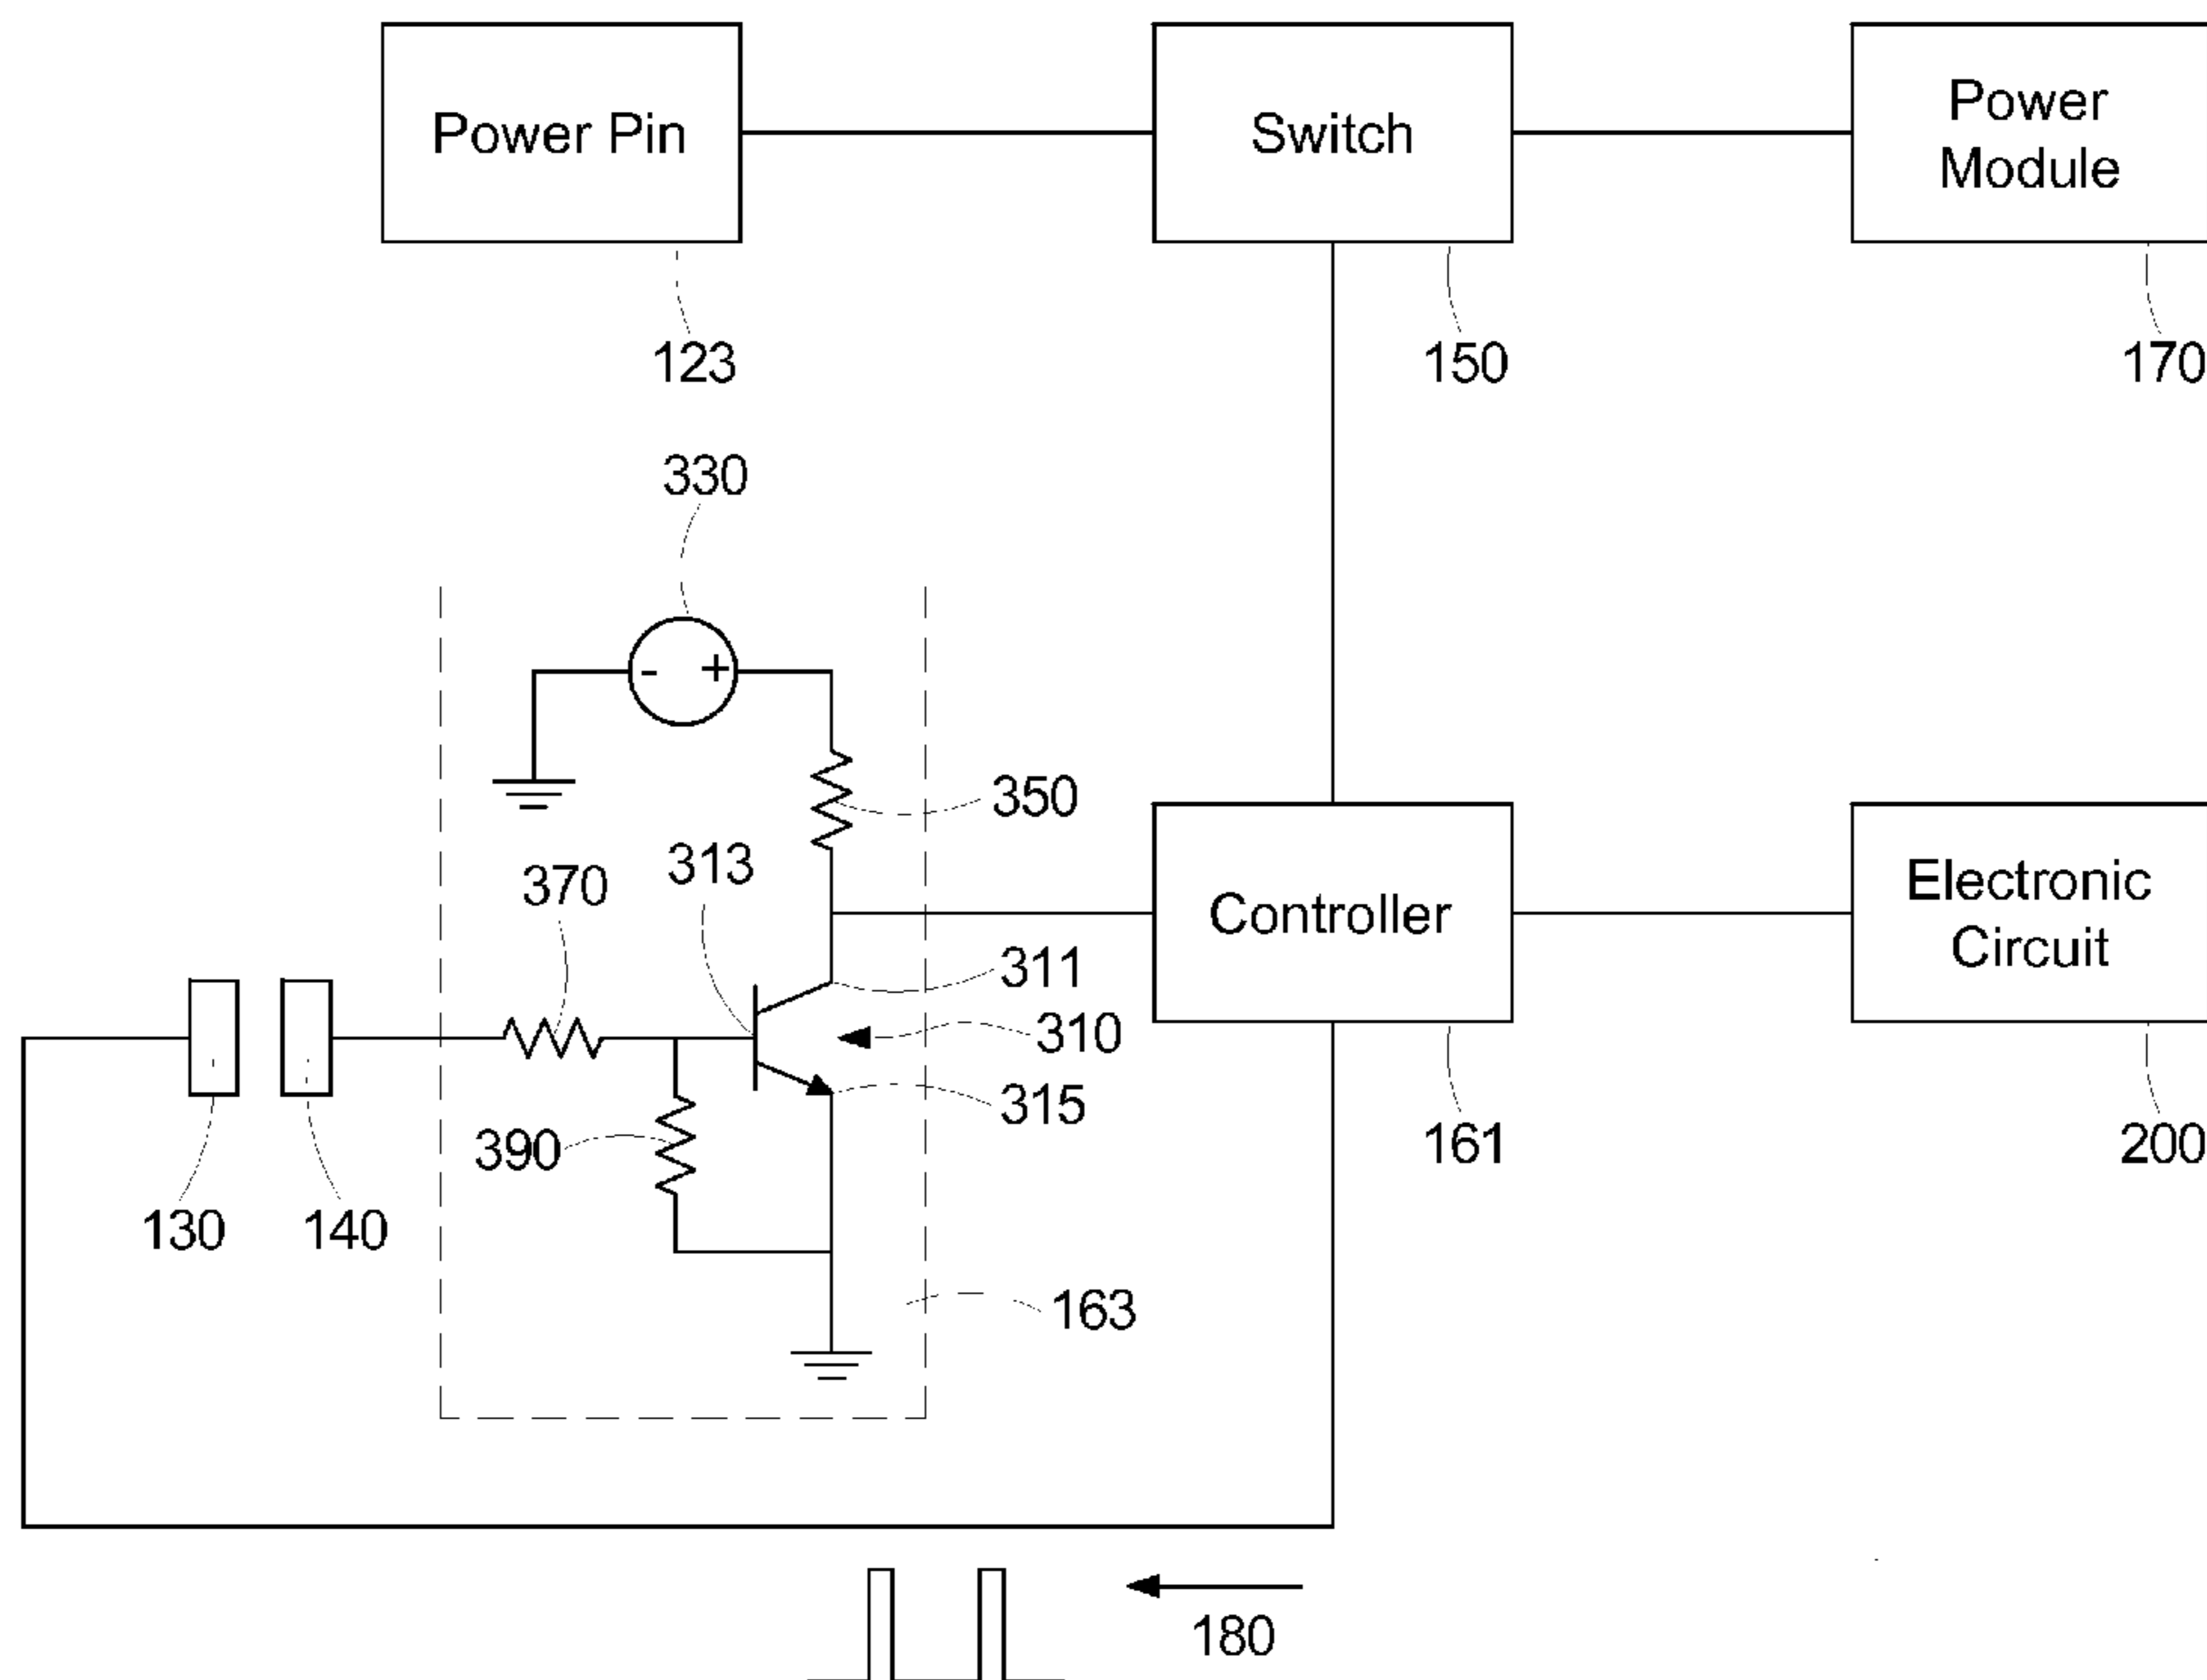 Power Pin
Switch
Power
Module
123
150
170
330
- +
350
313
370
Controller
Electronic
Circuit
311
310
315
390
161
200
130
140
163
180